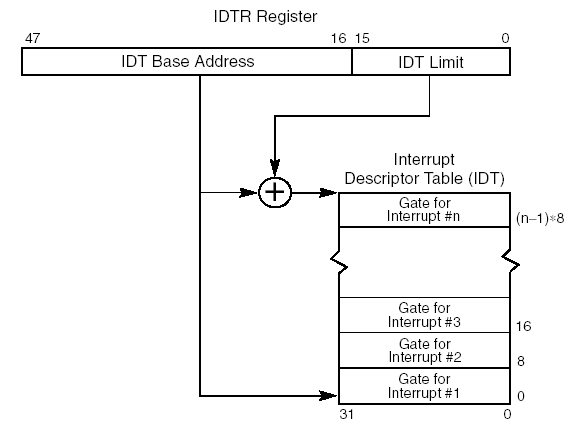 IDTR Register
47 16 15 0
IDT Base Address IDT Limit
+
Interrupt
Descriptor Table (IDT)
Gate for
Interrupt #n
(n–1)∗8
Gate for
Interrupt #3
16
Gate for
Interrupt #2
8
Gate for
Interrupt #1
0
31 0